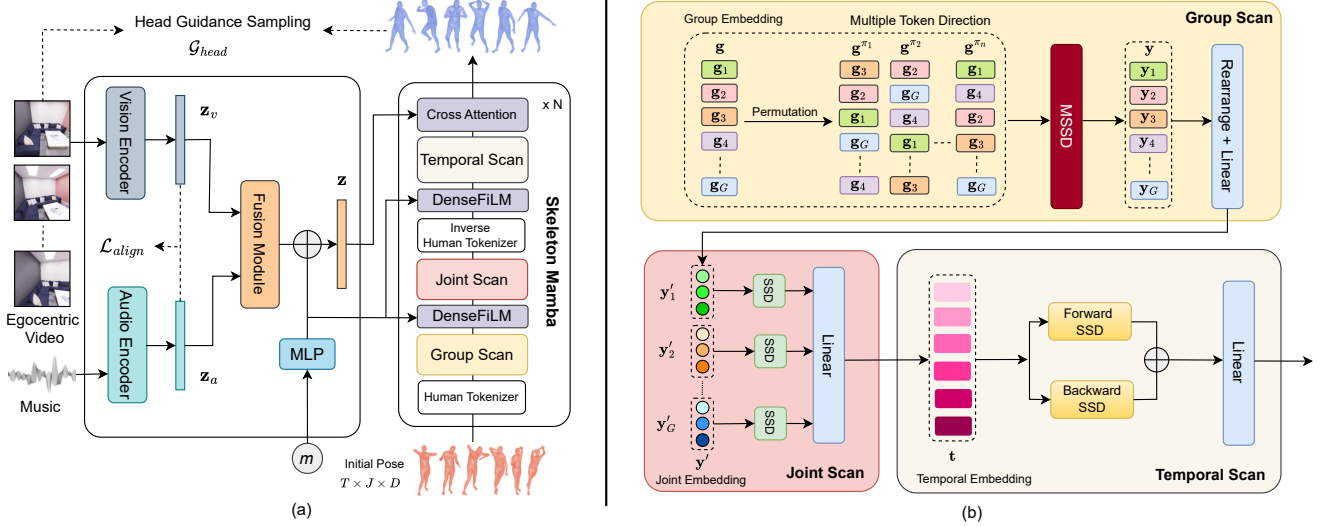 Head Guidance Sampling
𝒢_head
Vision Encoder
z_v
Fusion Module
z
ℒ_align
Egocentric
Video
Audio Encoder
z_a
Music
MLP
m
x N
Cross Attention
Temporal Scan
DenseFiLM
Inverse
Human Tokenizer
Joint Scan
DenseFiLM
Group Scan
Human Tokenizer
Skeleton Mamba
Initial Pose
T × J × D
(a)
Group Embedding
Multiple Token Direction
Group Scan
g
g_1
g_2
g_3
g_4
g_G
Permutation
g^{π_1}
g_3
g_2
g_1
g_G
g_4
g^{π_2}
g_2
g_G
g_4
g_1
g_3
g^{π_n}
g_1
g_4
g_2
g_3
g_G
MSSD
y
y_1
y_2
y_3
y_4
y_G
Rearrange + Linear
y'_1
SSD
y'_2
SSD
y'_G
SSD
y'
Linear
Joint Embedding
Joint Scan
t
Temporal Embedding
Forward
SSD
Backward
SSD
Linear
Temporal Scan
(b)